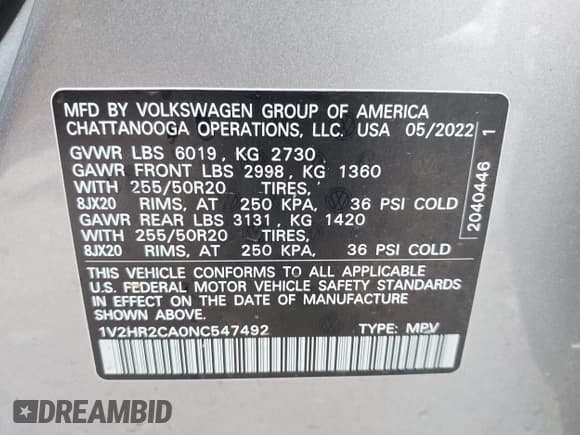 MFD BY VOLKSWAGEN GROUP OF AMERICA
CHATTANOOGA OPERATIONS, LLC. USA 05/2022
GVWR LBS 6019, KG 2730
GAWR FRONT LBS 2998, KG 1360
WITH 255/50R20 TIRES,
8JX20 RIMS, AT 250 KPA, 36 PSI COLD
GAWR REAR LBS 3131, KG 1420
WITH 255/50R20 TIRES,
8JX20 RIMS, AT 250 KPA, 36 PSI COLD
THIS VEHICLE CONFORMS TO ALL APPLICABLE
U.S. FEDERAL MOTOR VEHICLE SAFETY STANDARDS
IN EFFECT ON THE DATE OF MANUFACTURE
SHOWN ABOVE.
1V2HR2CA0NC547492 TYPE: MPV
2040446 1
DREAMBID